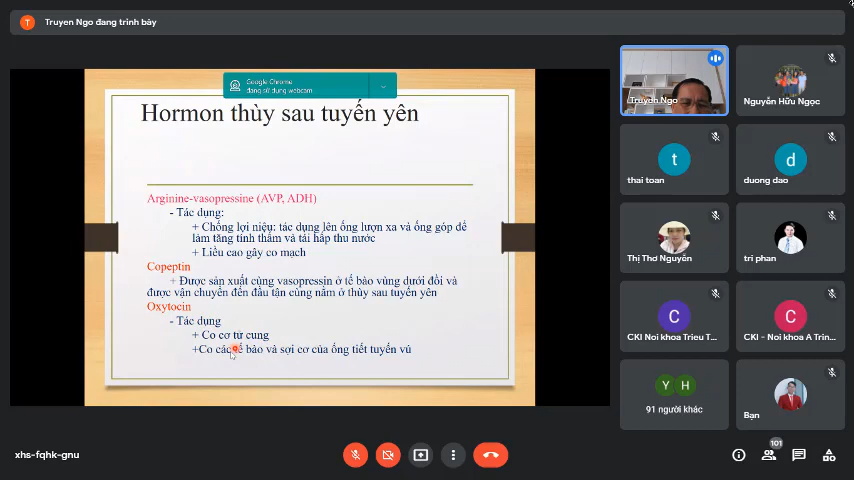 T
Truyen Ngo đang trình bày
Google Chrome
đang sử dụng webcam
Hormon thùy sau tuyến yên
Arginine-vasopressine (AVP, ADH)
- Tác dụng:
+ Chống lợi niệu: tác dụng lên ống lượn xa và ống góp để
làm tăng tính thấm và tái hấp thu nước
+ Liều cao gây co mạch
Copeptin
+ Được sản xuất cùng vasopressin ở tế bào vùng dưới đồi và
được vận chuyển đến đầu tận cùng nằm ở thùy sau tuyến yên
Oxytocin
- Tác dụng
+ Co cơ tử cung
+Co các tế bào và sợi cơ của ống tiết tuyến vú
Truyen Ngo
Nguyễn Hữu Ngọc
t
thai toan
d
duong dao
Thị Thơ Nguyễn
tri phan
C
CKI Noi khoa Trieu T...
C
CKI - Noi khoa A Trin...
Y
H
91 người khác
Bạn
xhs-fqhk-gnu
101